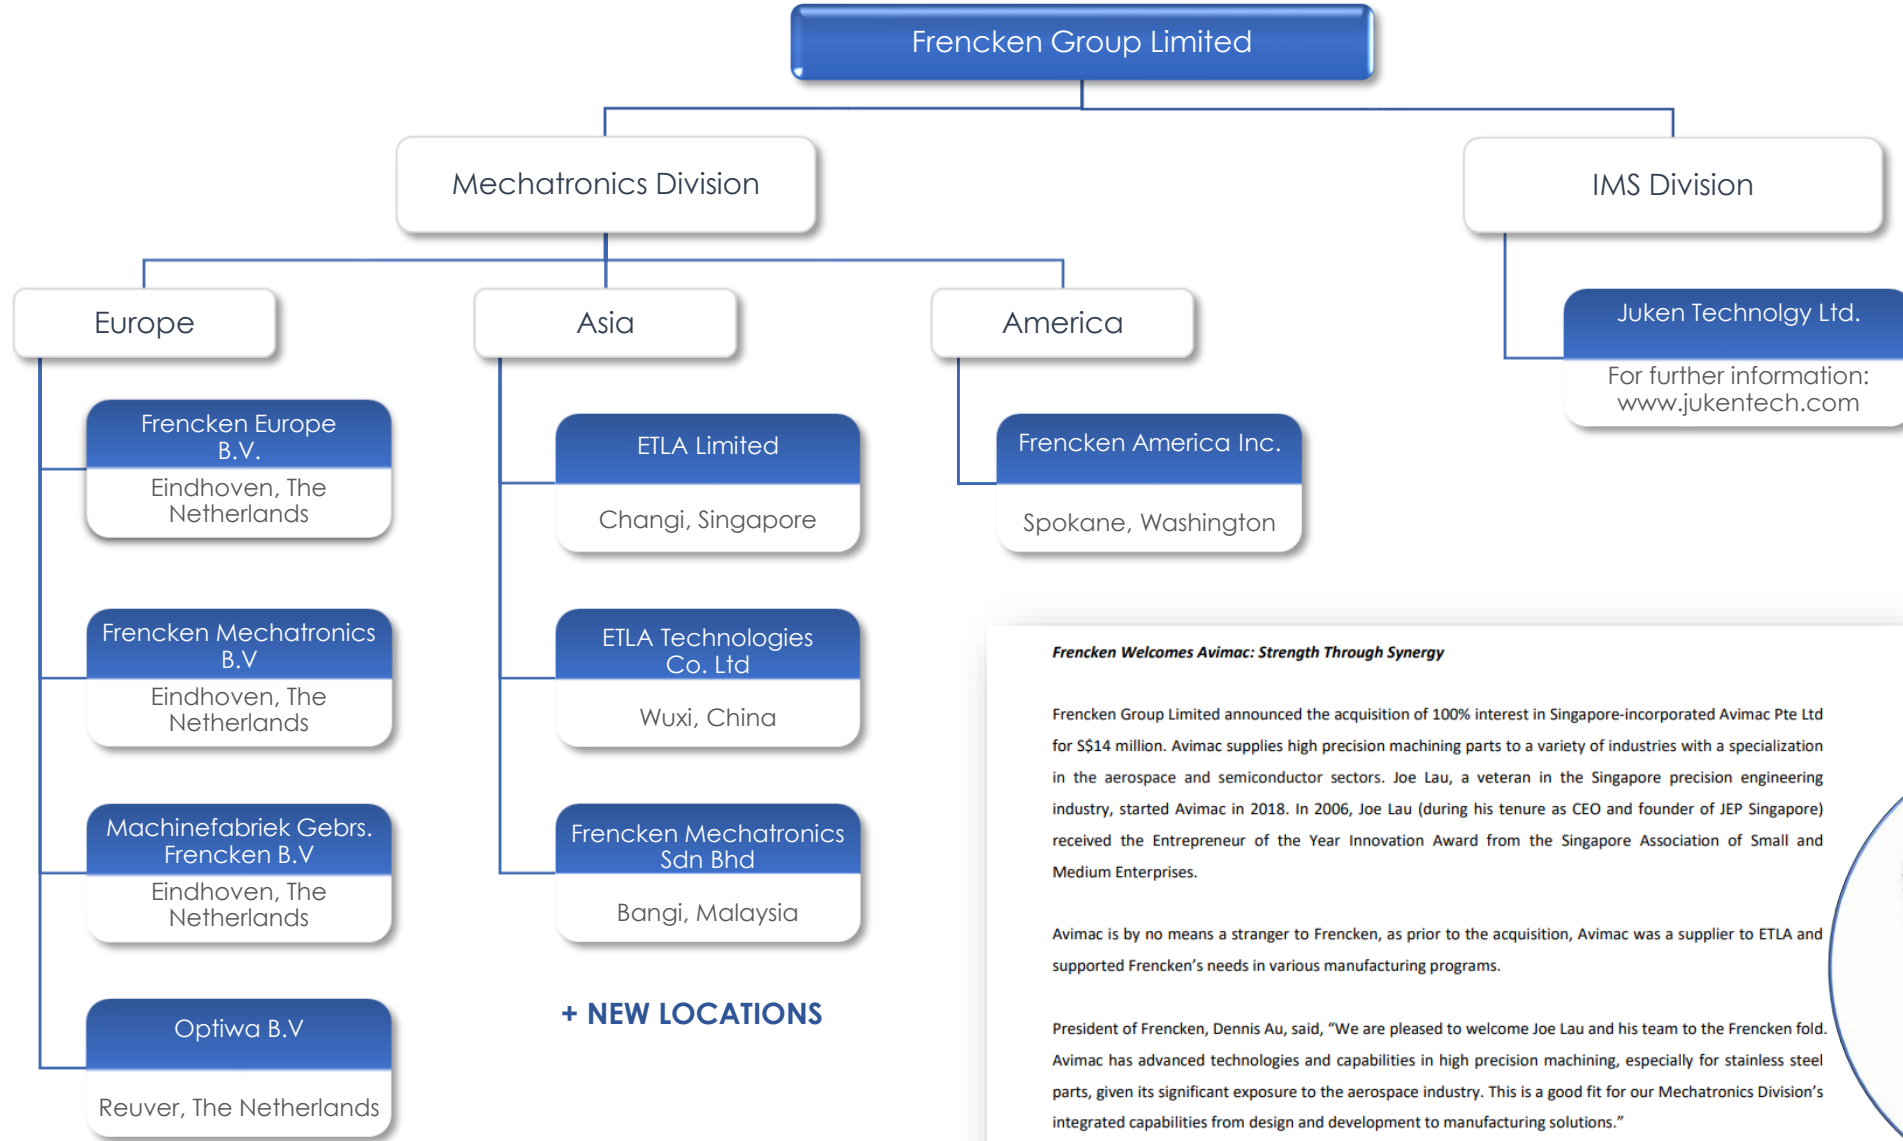 Frencken Group Limited
Mechatronics Division
IMS Division
Europe
Asia
America
Juken Technolgy Ltd.
For further information:
www.jukentech.com
Frencken Europe
B.V.
Eindhoven, The
Netherlands
Frencken Mechatronics
B.V
Eindhoven, The
Netherlands
Machinefabriek Gebrs.
Frencken B.V
Eindhoven, The
Netherlands
Optiwa B.V
Reuver, The Netherlands
ETLA Limited
Changi, Singapore
ETLA Technologies
Co. Ltd
Wuxi, China
Frencken Mechatronics
Sdn Bhd
Bangi, Malaysia
+ NEW LOCATIONS
Frencken America Inc.
Spokane, Washington
Frencken Welcomes Avimac: Strength Through Synergy
Frencken Group Limited announced the acquisition of 100% interest in Singapore-incorporated Avimac Pte Ltd
for S$14 million. Avimac supplies high precision machining parts to a variety of industries with a specialization
in the aerospace and semiconductor sectors. Joe Lau, a veteran in the Singapore precision engineering
industry, started Avimac in 2018. In 2006, Joe Lau (during his tenure as CEO and founder of JEP Singapore)
received the Entrepreneur of the Year Innovation Award from the Singapore Association of Small and
Medium Enterprises.
Avimac is by no means a stranger to Frencken, as prior to the acquisition, Avimac was a supplier to ETLA and
supported Frencken’s needs in various manufacturing programs.
President of Frencken, Dennis Au, said, “We are pleased to welcome Joe Lau and his team to the Frencken fold.
Avimac has advanced technologies and capabilities in high precision machining, especially for stainless steel
parts, given its significant exposure to the aerospace industry. This is a good fit for our Mechatronics Division’s
integrated capabilities from design and development to manufacturing solutions.”